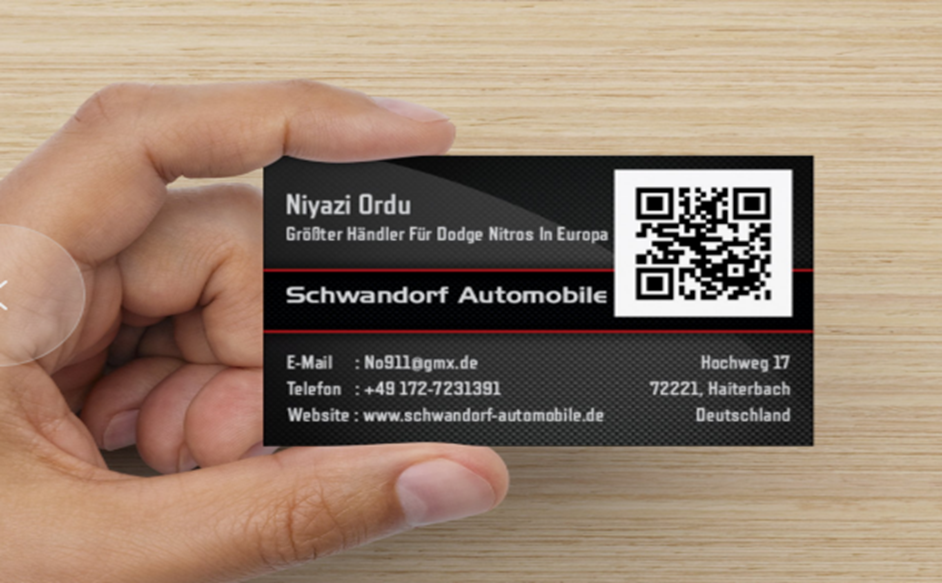 Niyazi Ordu
Größter Händler Für Dodge Nitros In Europa
Schwandorf Automobile
E-Mail : No911@gmx.de
Telefon : +49 172-7231391
Website : www.schwandorf-automobile.de
Hochweg 17
72221, Haiterbach
Deutschland